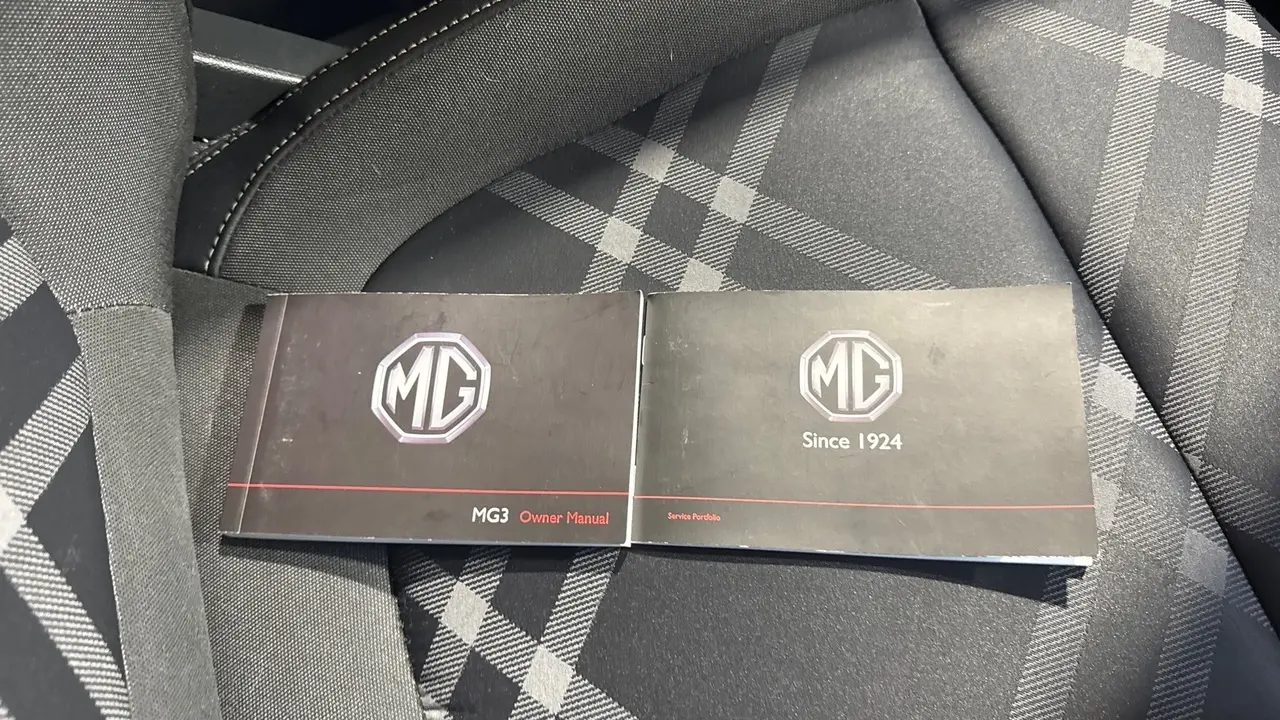 MG
MG3 Owner Manual
MG
Since 1924
Service Portfolio